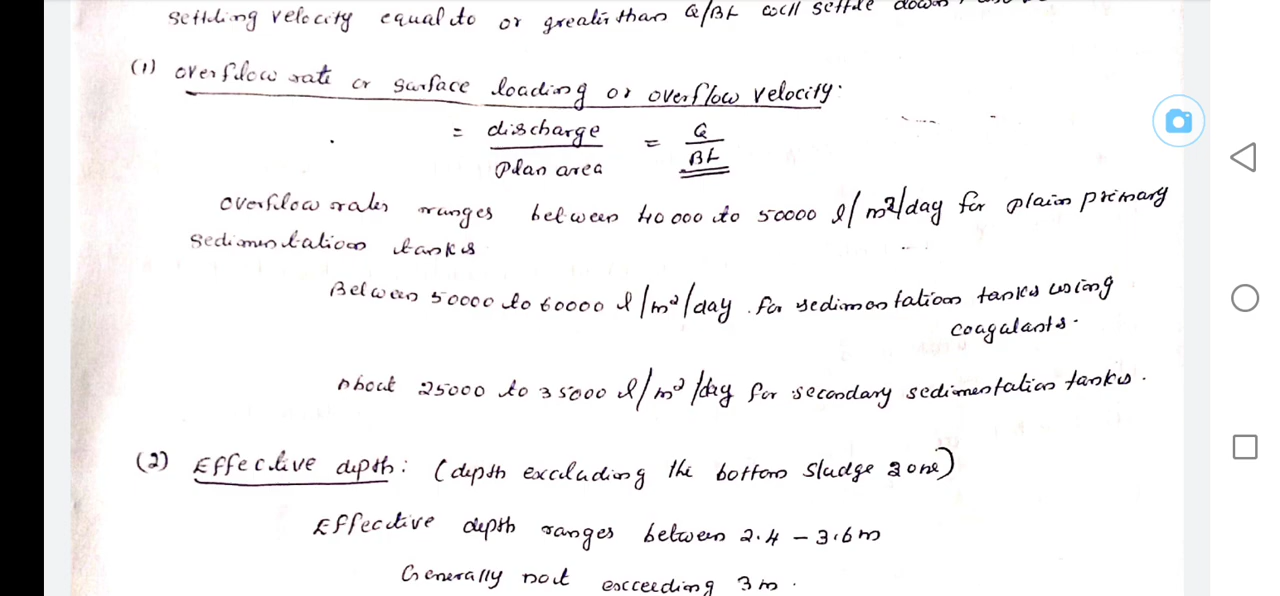 settling velocity equal to or greater than Q/BL will settle down
(1) overflow rate or surface loading or overflow velocity.
= discharge / Plan area = Q / BL
overflow rates ranges between 40000 to 50000 l/m²/day for plain primary
sedimentation tanks
Between 50000 to 60000 l/m²/day. for sedimentation tanks using
coagulants.
About 25000 to 35000 l/m²/day for secondary sedimentation tanks.
(2) Effective depth: (depth excluding the bottom sludge zone)
Effective depth ranges between 2.4 - 3.6m
Generally not exceeding 3m.